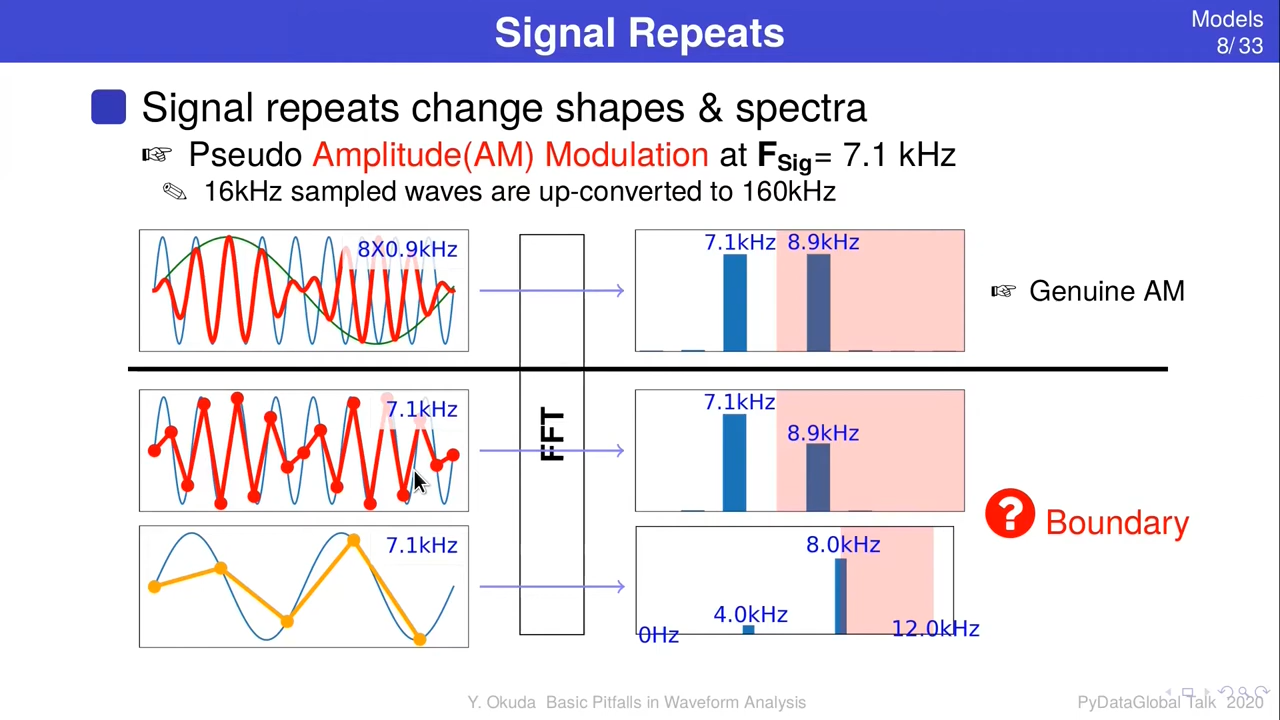 Signal Repeats
Models
8/ 33
Signal repeats change shapes & spectra
☞ Pseudo Amplitude(AM) Modulation at FSig= 7.1 kHz
✎ 16kHz sampled waves are up-converted to 160kHz
8X0.9kHz
7.1kHz 8.9kHz
☞ Genuine AM
FFT
7.1kHz
7.1kHz
8.9kHz
? Boundary
7.1kHz
8.0kHz
4.0kHz
0Hz
12.0kHz
Y. Okuda Basic Pitfalls in Waveform Analysis
PyDataGlobal Talk 2020